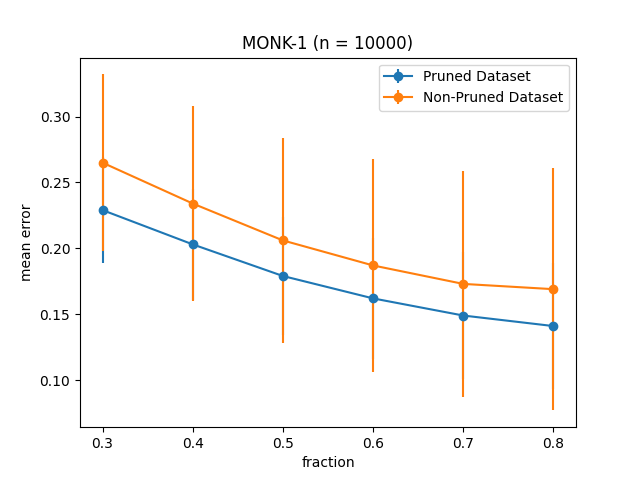 MONK-1 (n = 10000)
Pruned Dataset
Non-Pruned Dataset
mean error
0.30
0.25
0.20
0.15
0.10
0.3 0.4 0.5 0.6 0.7 0.8
fraction